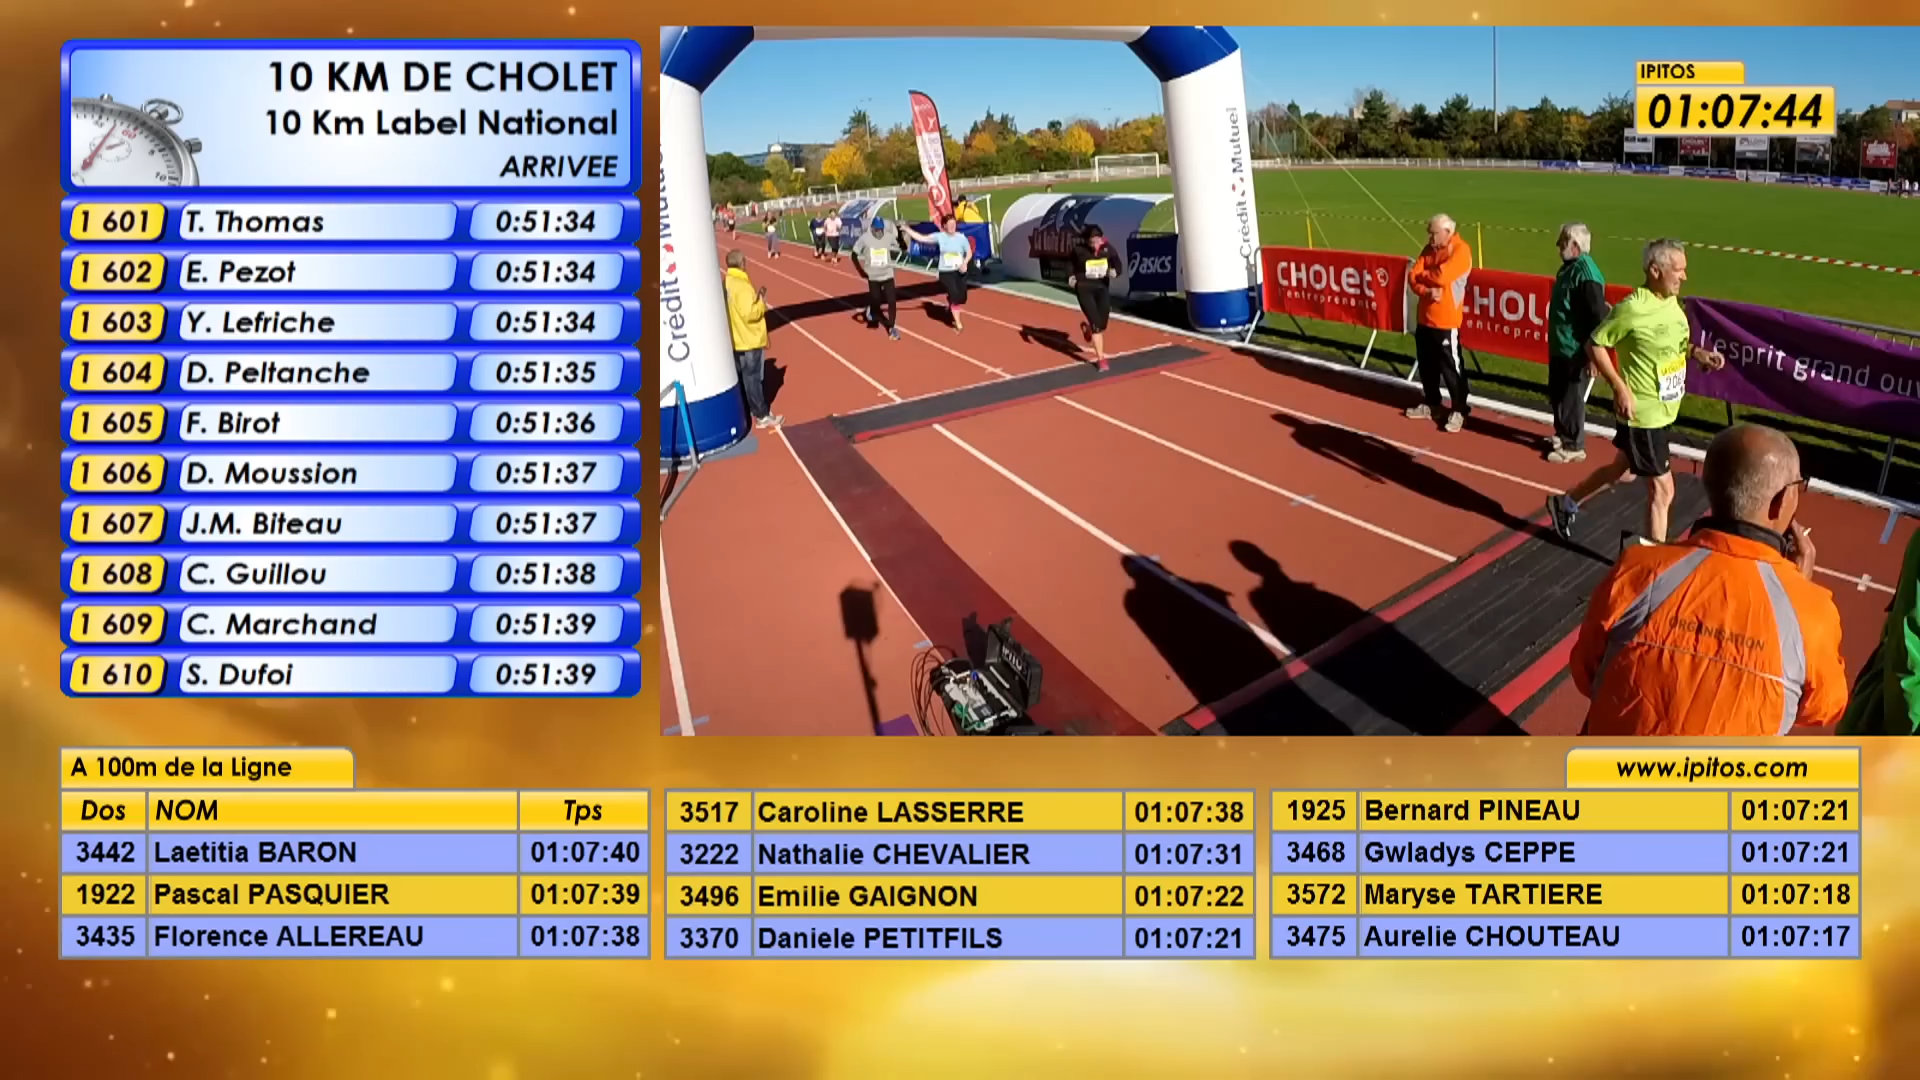 10 KM DE CHOLET
10 Km Label National
ARRIVEE
1 601 T. Thomas 0:51:34
1 602 E. Pezot 0:51:34
1 603 Y. Lefriche 0:51:34
1 604 D. Peltanche 0:51:35
1 605 F. Birot 0:51:36
1 606 D. Moussion 0:51:37
1 607 J.M. Biteau 0:51:37
1 608 C. Guillou 0:51:38
1 609 C. Marchand 0:51:39
1 610 S. Dufoi 0:51:39
IPITOS
01:07:44
Crédit Mutuel
Crédit Mutuel
asics
CHOLET
l'entreprenante
CHOL
entrepre
l'esprit grand ouv
ORGANISATION
A 100m de la Ligne
www.ipitos.com
Dos NOM Tps
3442 Laetitia BARON 01:07:40
1922 Pascal PASQUIER 01:07:39
3435 Florence ALLEREAU 01:07:38
3517 Caroline LASSERRE 01:07:38
3222 Nathalie CHEVALIER 01:07:31
3496 Emilie GAIGNON 01:07:22
3370 Daniele PETITFILS 01:07:21
1925 Bernard PINEAU 01:07:21
3468 Gwladys CEPPE 01:07:21
3572 Maryse TARTIERE 01:07:18
3475 Aurelie CHOUTEAU 01:07:17